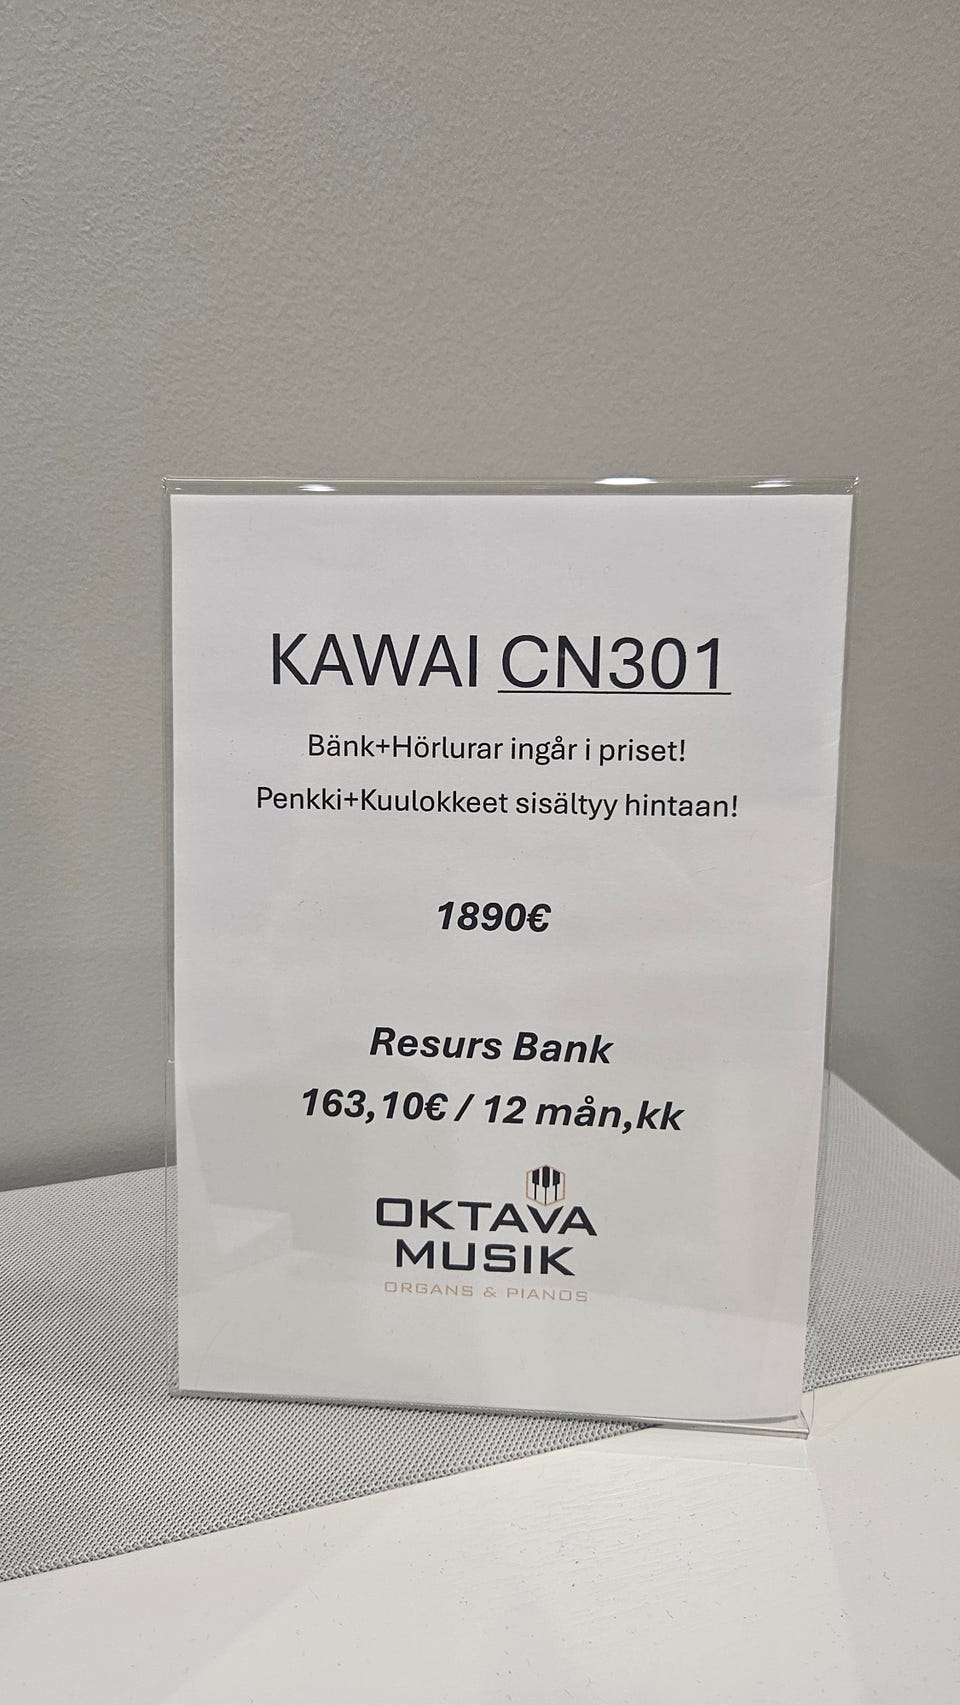 KAWAI CN301
Bänk+Hörlurar ingår i priset!
Penkki+Kuulokkeet sisältyy hintaan!
1890€
Resurs Bank
163,10€ / 12 mån,kk
OKTAVA
MUSIK
ORGANS & PIANOS